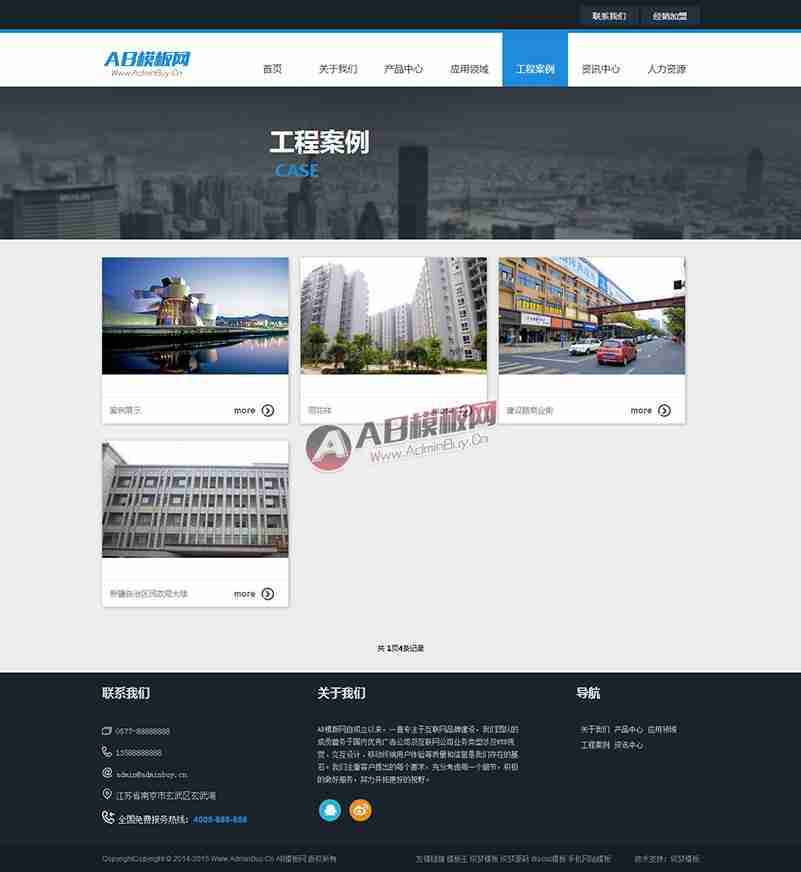 联系我们 经销加盟
AB模板网
Www.AdminBuy.Cn
首页 关于我们 产品中心 应用领域 工程案例 资讯中心 人力资源
工程案例
CASE
案例展示 more
more
建设路商业街 more
AB模板网
Www.AdminBuy.Cn
新疆自治区民政厅大楼 more
共 1页4条记录
联系我们
关于我们
导航
0577-88888888
13588888888
admin@adminbuy.cn
江苏省南京市玄武区玄武湖
全国免费服务热线: 4008-888-888
AB模板网自成立以来,一直专注于互联网品牌建设,我们团队的
成员曾务于国内优秀广告公司及互联网公司业务类型涉及WEB视
觉,交互设计,移动终端用户体验等质量和信誉是我们存在的基
石。我们注重客户提出的每个要求,充分考虑每一个细节,积极
的做好服务,努力开拓更好的视野。
关于我们 产品中心 应用领域
工程案例 资讯中心
CopyrightCopyright © 2014-2015 Www.AdminBuy.Cn AB模板网 版权所有
友情链接 模板王 织梦模板 织梦源码 discuz模板 手机网站模板
技术支持:织梦模板